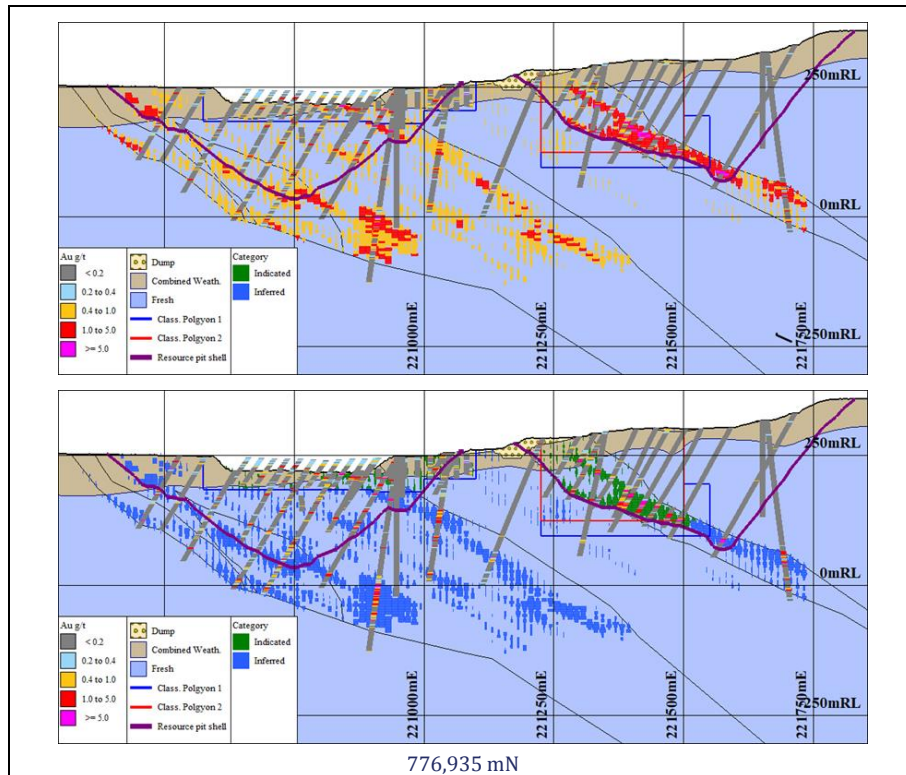 250mRL
0mRL
-250mRL
221000mE
221250mE
221500mE
221750mE
Au g/t
< 0.2
0.2 to 0.4
0.4 to 1.0
1.0 to 5.0
>= 5.0
Dump
Combined Weath.
Fresh
Class. Polgyon 1
Class. Polgyon 2
Resource pit shell
Category
Indicated
Inferred
250mRL
0mRL
-250mRL
221000mE
221250mE
221500mE
221750mE
Au g/t
< 0.2
0.2 to 0.4
0.4 to 1.0
1.0 to 5.0
>= 5.0
Dump
Combined Weath.
Fresh
Class. Polgyon 1
Class. Polgyon 2
Resource pit shell
Category
Indicated
Inferred
776,935 mN